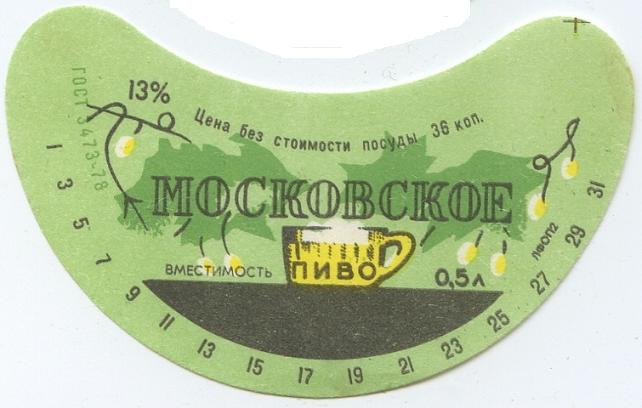 ГОСТ 3473-78
13%
Цена без стоимости посуды 36 коп.
МОСКОВСКОЕ
ПИВО
ВМЕСТИМОСТЬ 0,5л
ЛФОП2
1 3 5 7 9 11 13 15 17 19 21 23 25 27 29 31